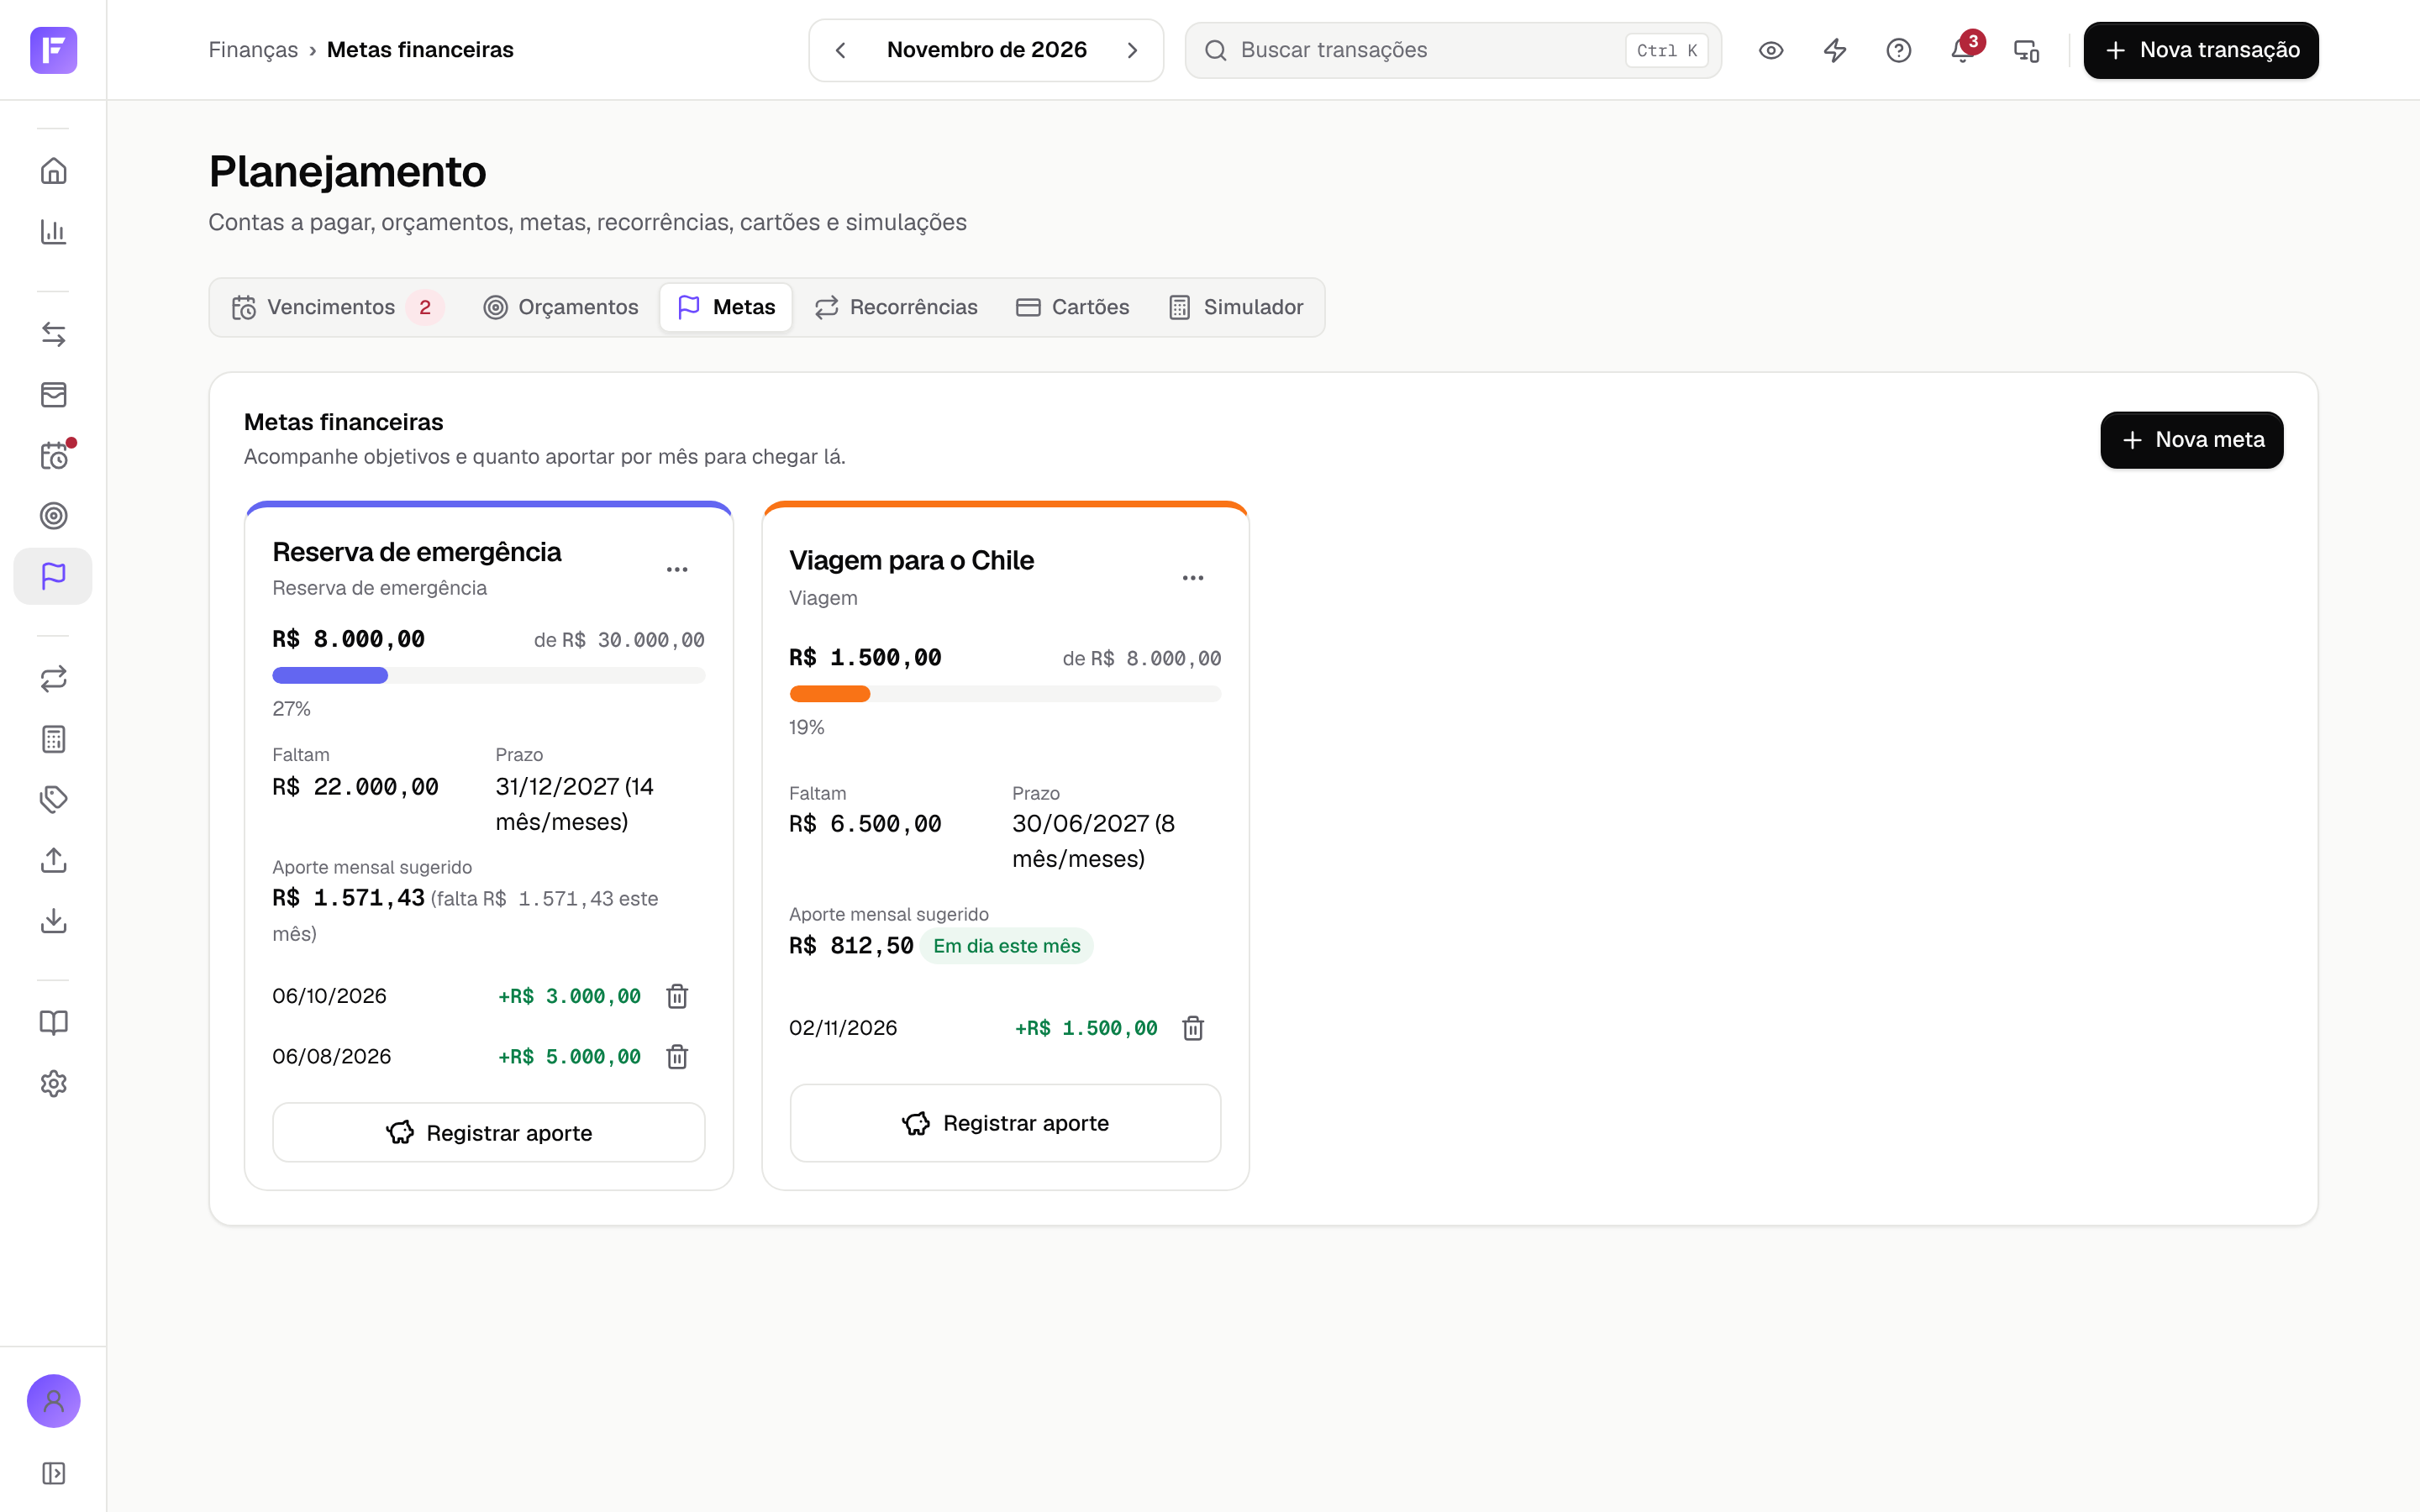 F
Finanças › Metas financeiras
Novembro de 2026
Buscar transações
Ctrl K
3
+ Nova transação
Planejamento
Contas a pagar, orçamentos, metas, recorrências, cartões e simulações
Vencimentos 2
Orçamentos
Metas
Recorrências
Cartões
Simulador
Metas financeiras
Acompanhe objetivos e quanto aportar por mês para chegar lá.
+ Nova meta
Reserva de emergência
Reserva de emergência
R$ 8.000,00 de R$ 30.000,00
27%
Faltam
R$ 22.000,00
Prazo
31/12/2027 (14
mês/meses)
Aporte mensal sugerido
R$ 1.571,43 (falta R$ 1.571,43 este
mês)
06/10/2026 +R$ 3.000,00
06/08/2026 +R$ 5.000,00
Registrar aporte
Viagem para o Chile
Viagem
R$ 1.500,00 de R$ 8.000,00
19%
Faltam
R$ 6.500,00
Prazo
30/06/2027 (8
mês/meses)
Aporte mensal sugerido
R$ 812,50 Em dia este mês
02/11/2026 +R$ 1.500,00
Registrar aporte